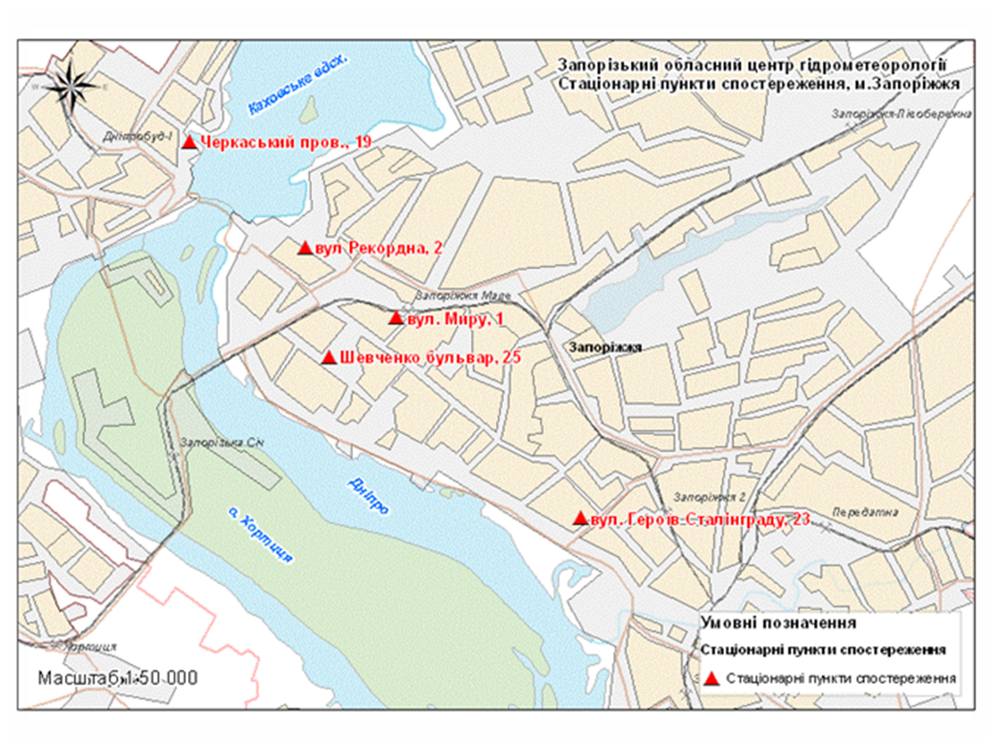 Запорізький обласний центр гідрометеорології
Стаціонарні пункти спостереження, м.Запоріжжя
Каховське вдсх.
W
E
Запоріжжя-Лівобережна
Дніпробуд-І
Черкаський пров., 19
вул Рекордна, 2
Запоріжжя Мале
вул. Миру, 1
Запоріжжя
Шевченко бульвар, 25
Запорізька Січ
Дніпро
о. Хортиця
Запоріжжя 2
Передатна
вул. Героїв Сталінграду, 23
Умовні позначення
Стаціонарні пункти спостереження
Стаціонарні пункти спостереження
Хортиця
Масштаб 1:50 000